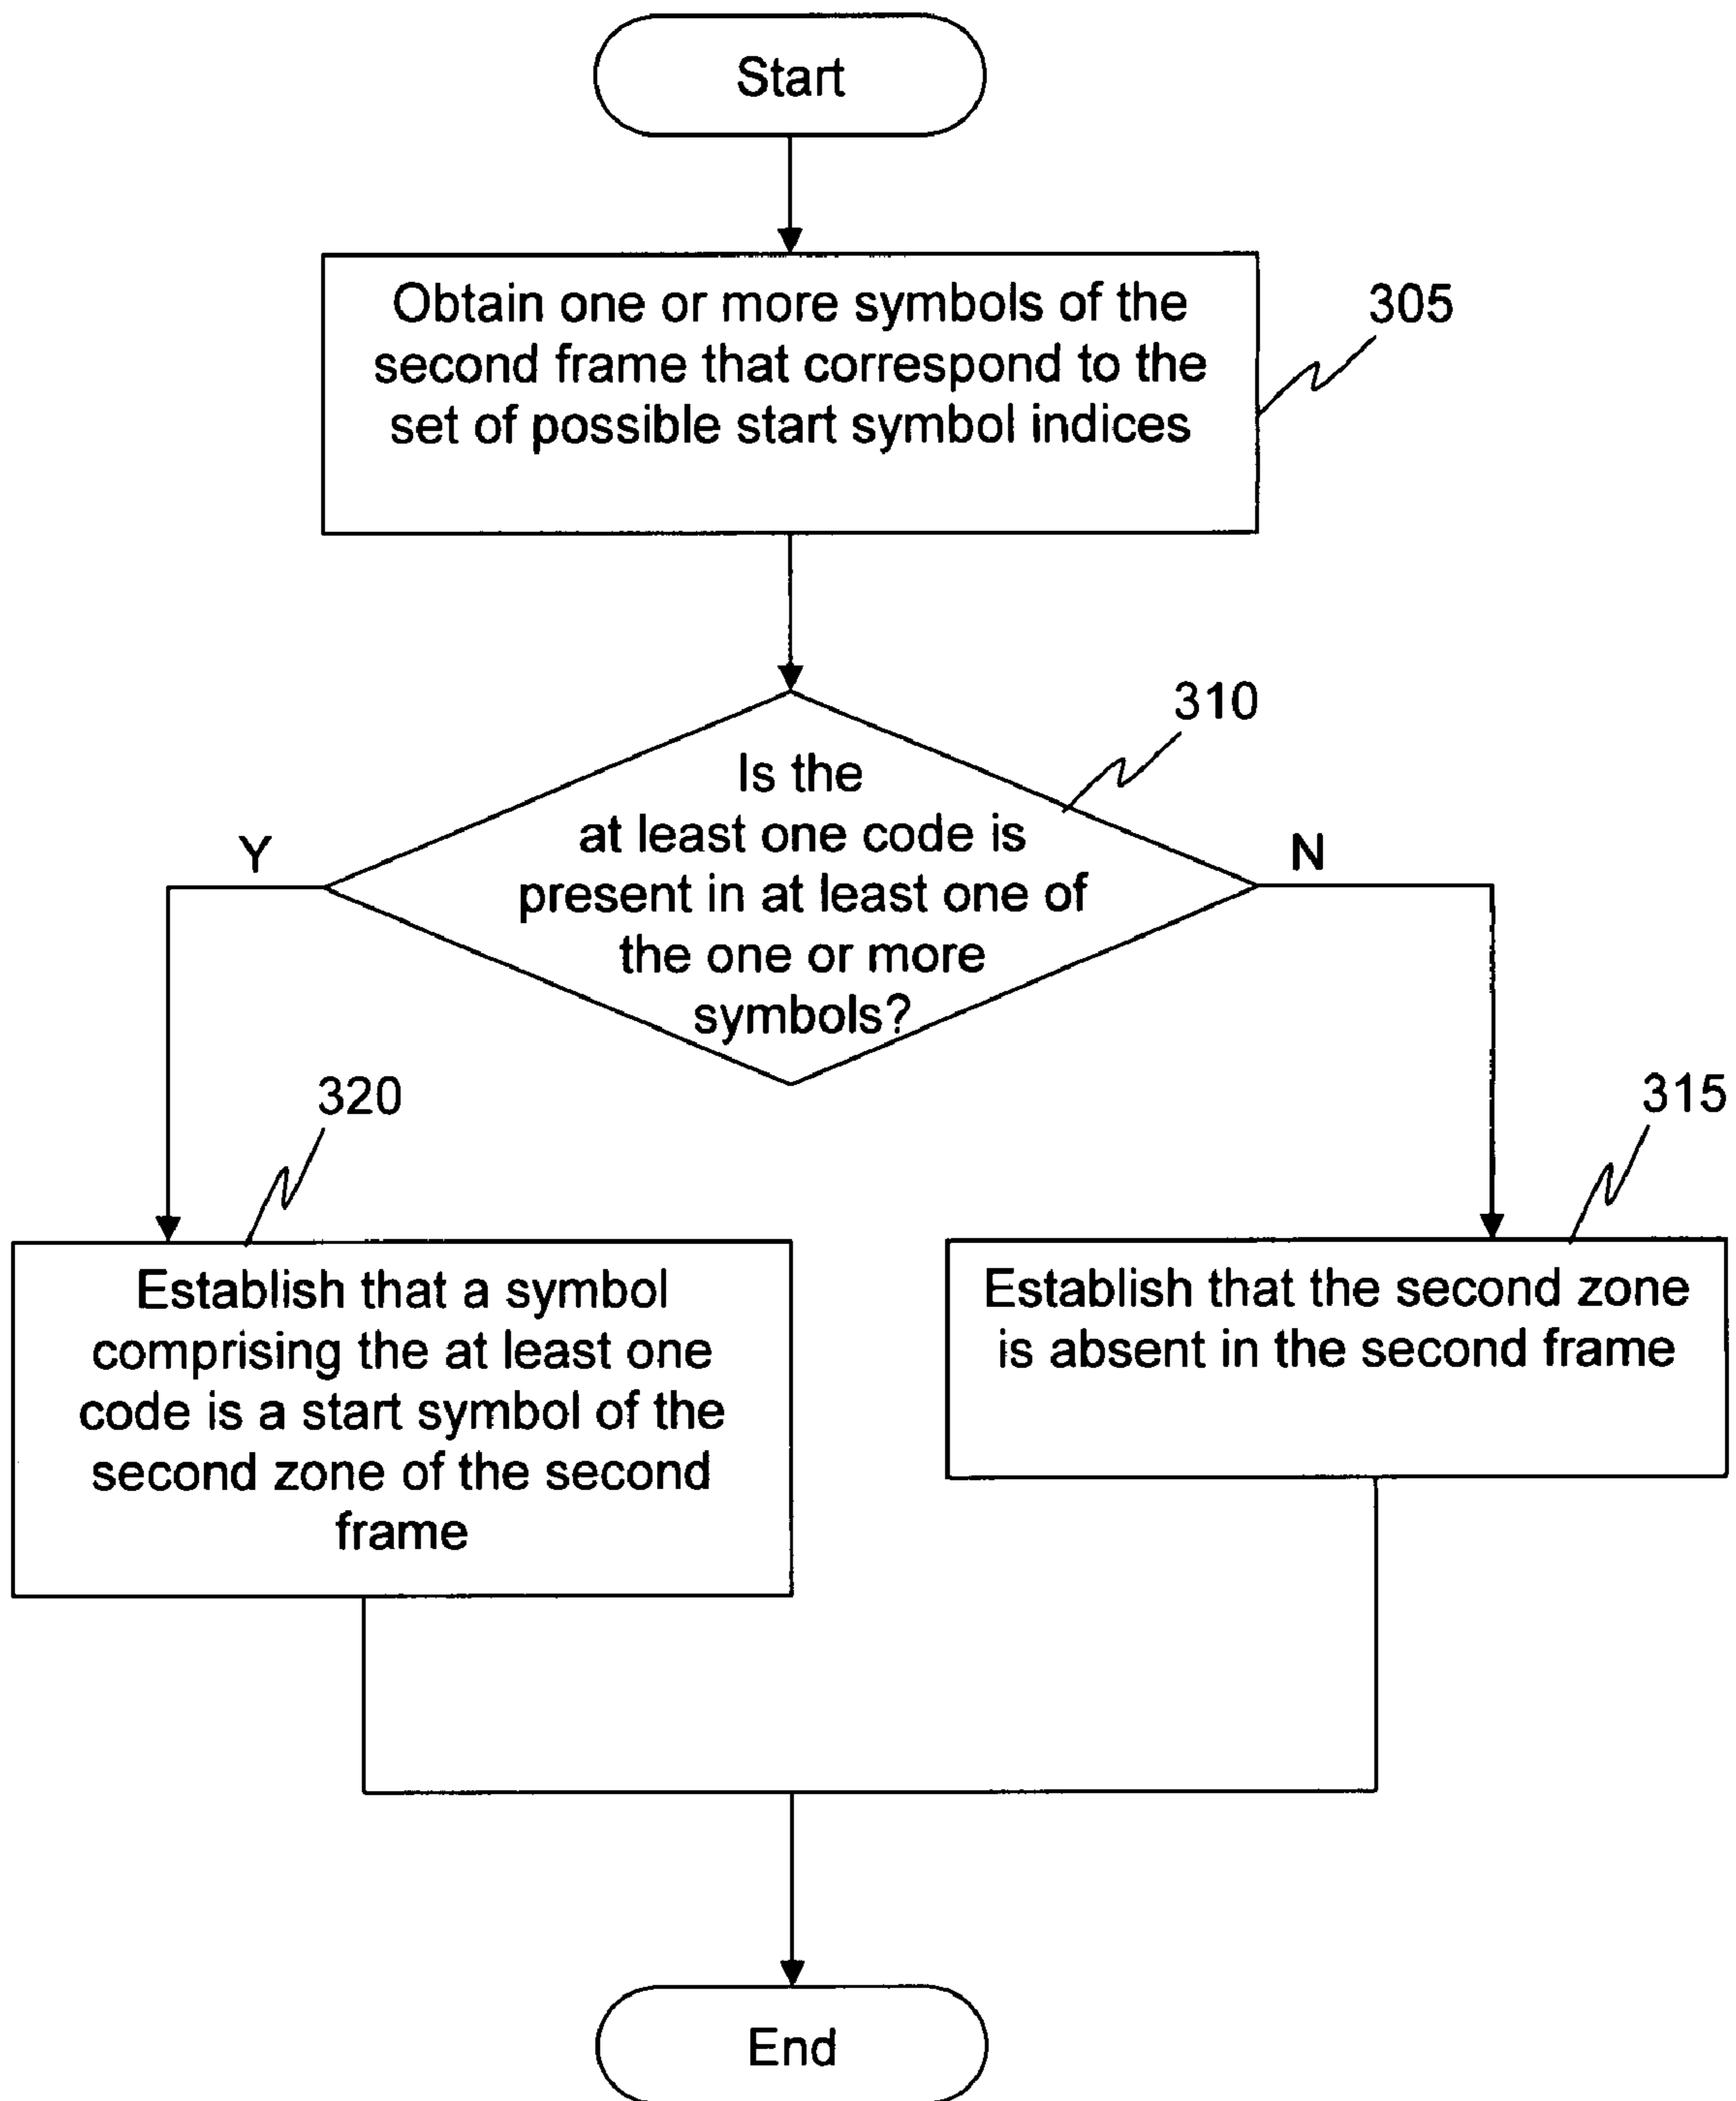 Start
Obtain one or more symbols of the
second frame that correspond to the
set of possible start symbol indices
305
310
Is the
at least one code is
present in at least one of
the one or more
symbols?
Y
N
320
315
Establish that a symbol
comprising the at least one
code is a start symbol of the
second zone of the second
frame
Establish that the second zone
is absent in the second frame
End